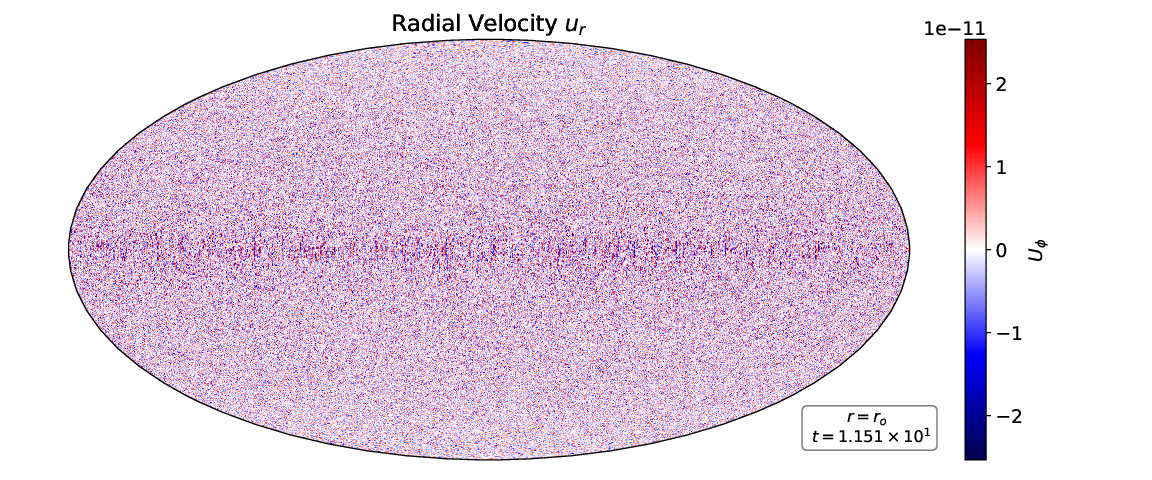 Radial Velocity u_r
1e−11
2
1
0
−1
−2
U_ϕ
r = r_o
t = 1.151 × 10^1